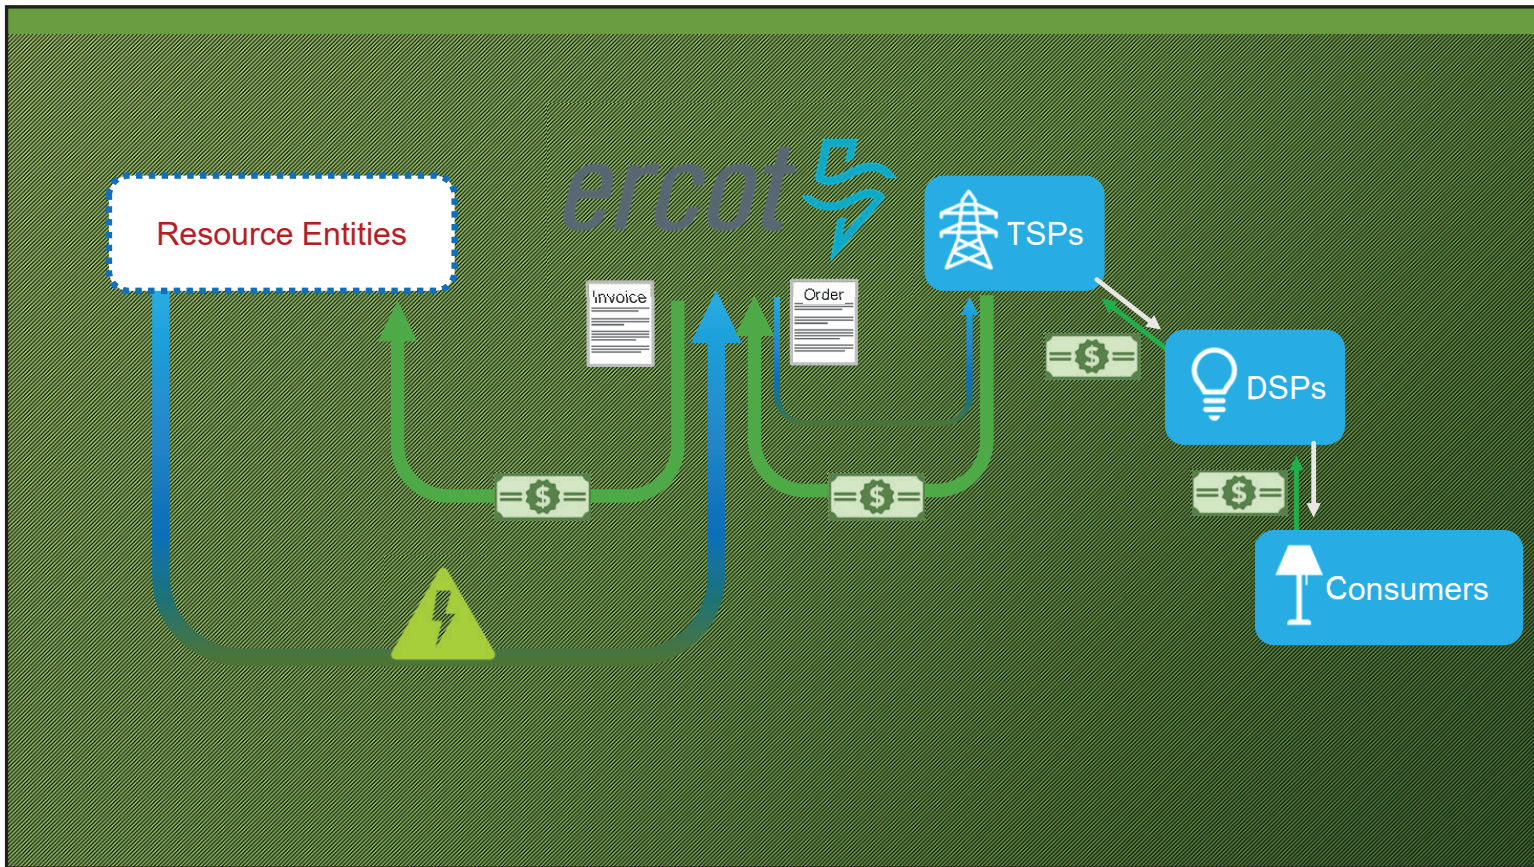 ercot
Resource Entities
TSPs
Invoice
Order
$
DSPs
$
$
$
Consumers